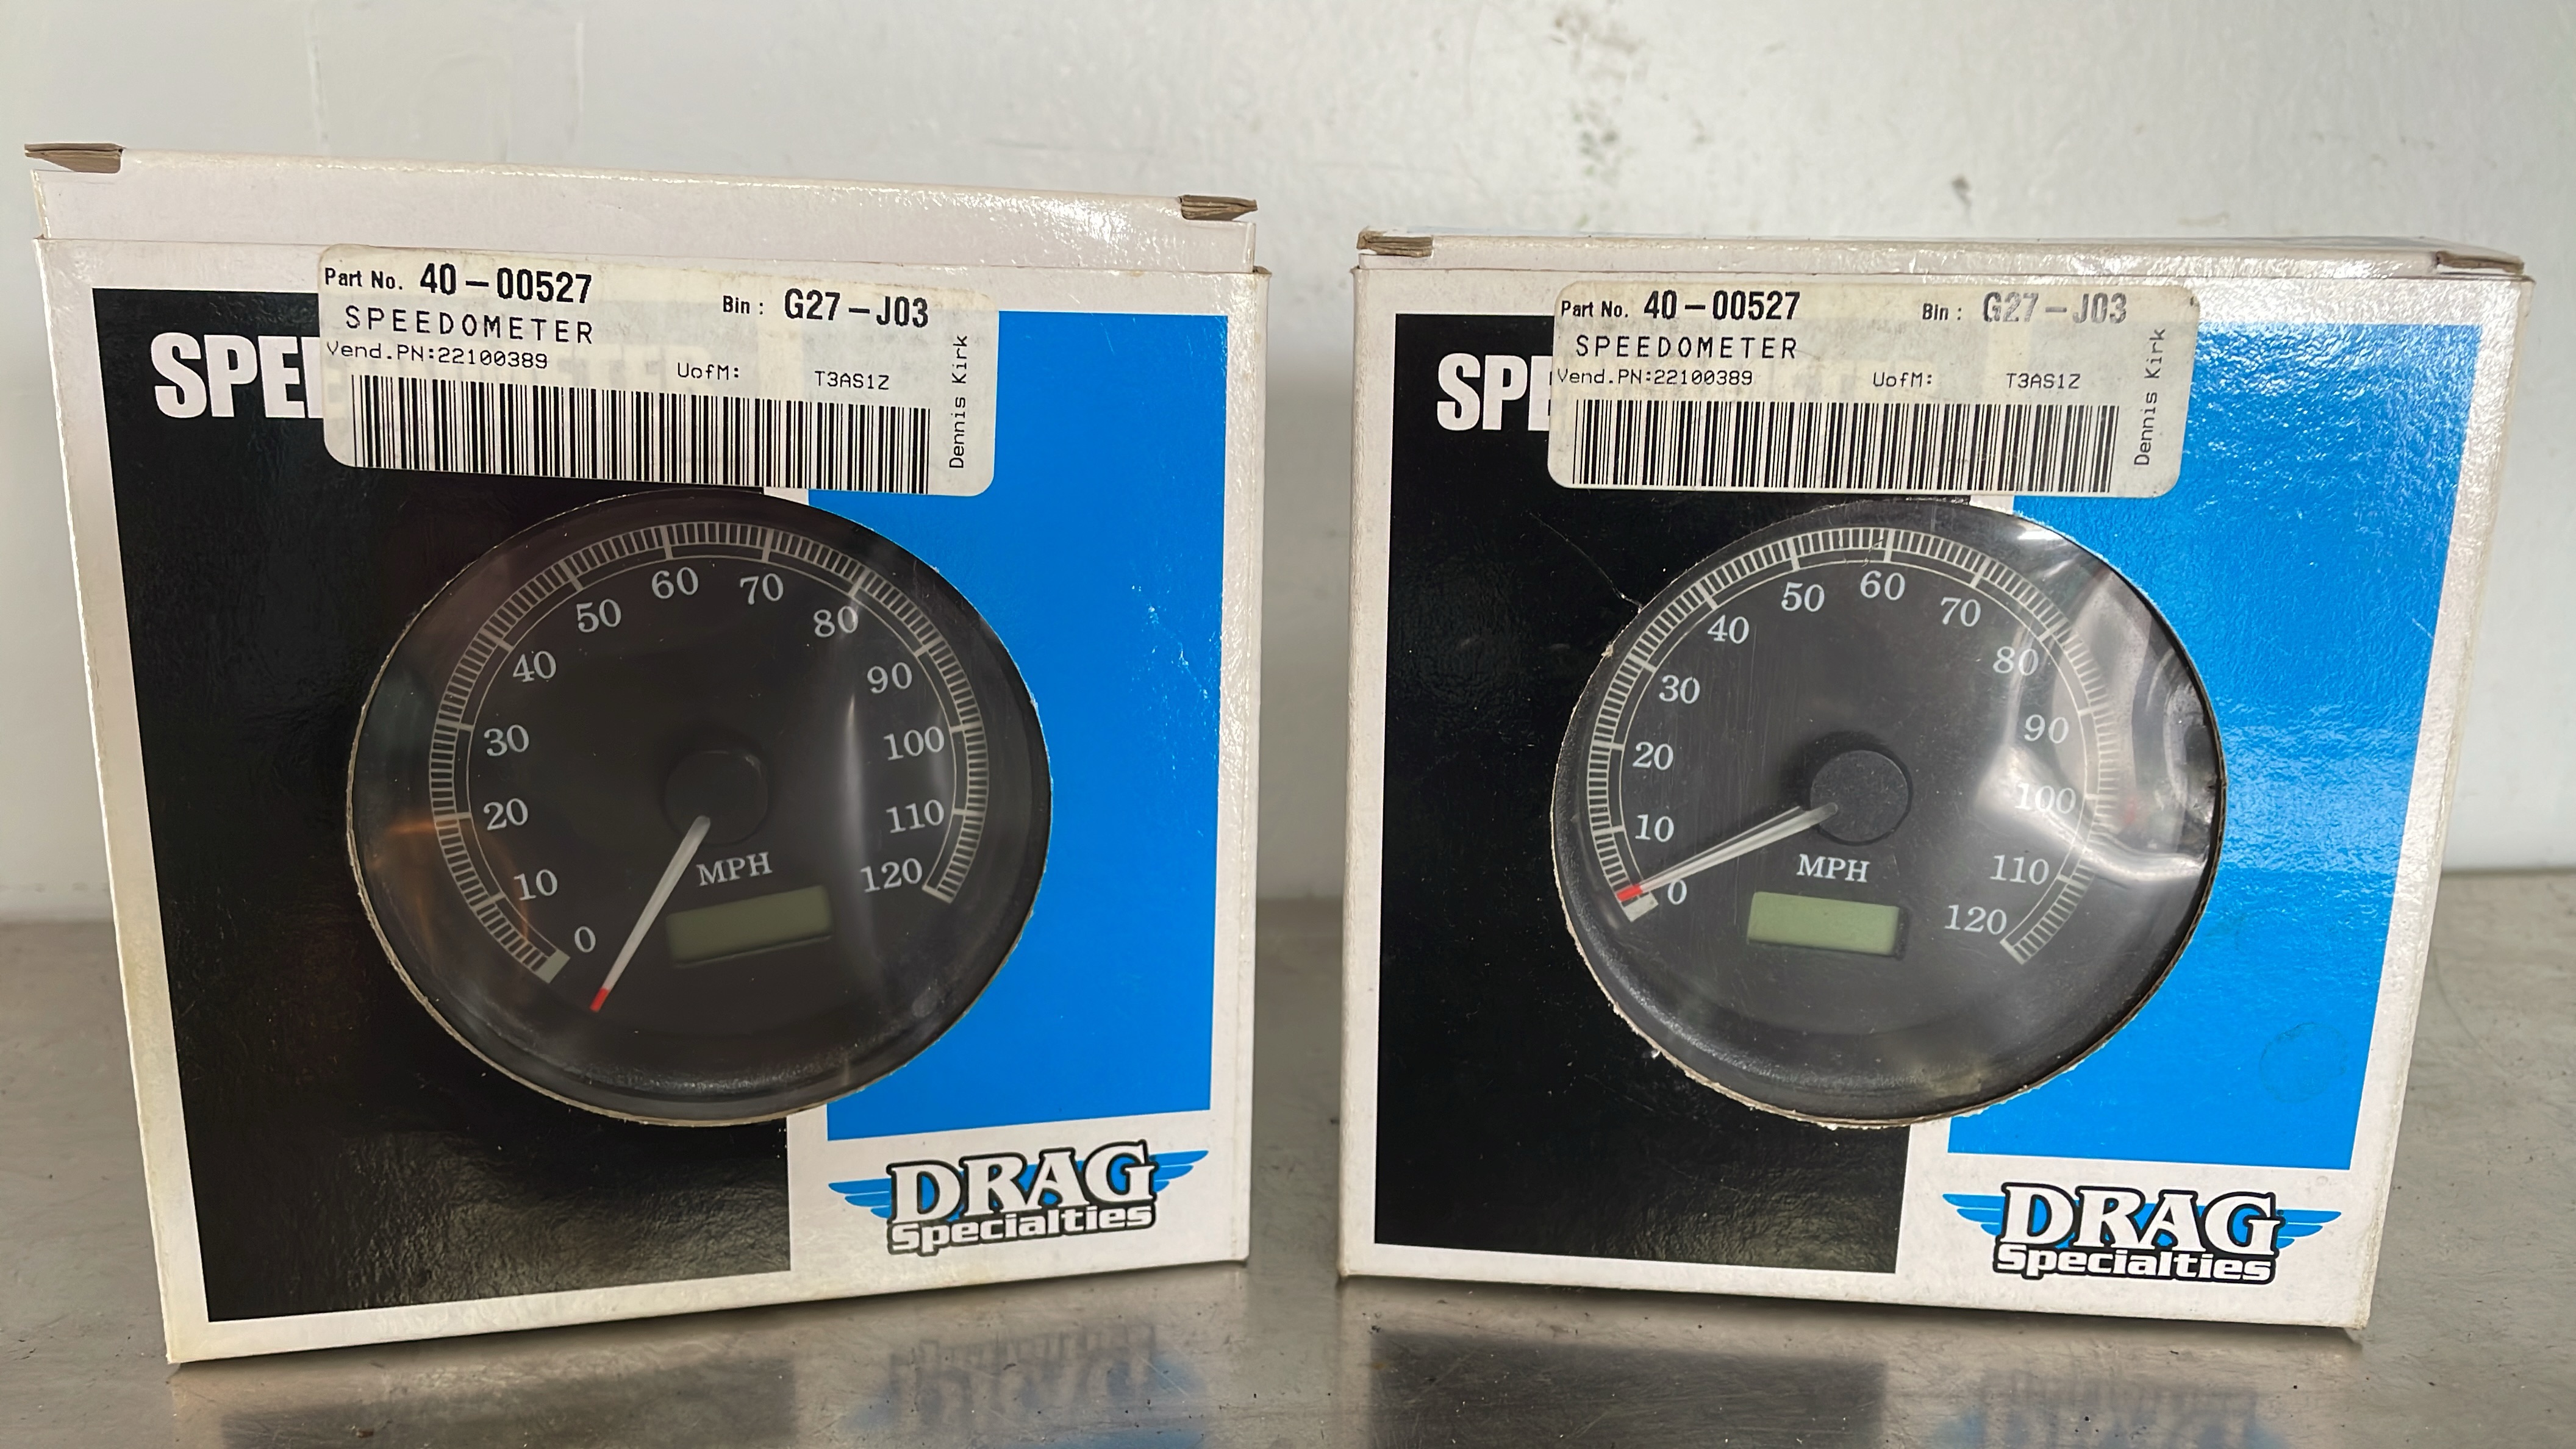 Part No. 40-00527
Bin: G27-J03
SPEEDOMETER
Vend.PN:22100389
UofM:
T3AS1Z
Dennis Kirk
SPEE
60
70
50
80
40
90
30
100
20
110
10
MPH
120
0
DRAG
Specialties
Part No. 40-00527
Bin: G27-J03
SPEEDOMETER
Vend.PN:22100389
UofM:
T3AS1Z
Dennis Kirk
SPE
60
50
70
40
80
30
90
20
100
10
MPH
110
0
120
DRAG
Specialties